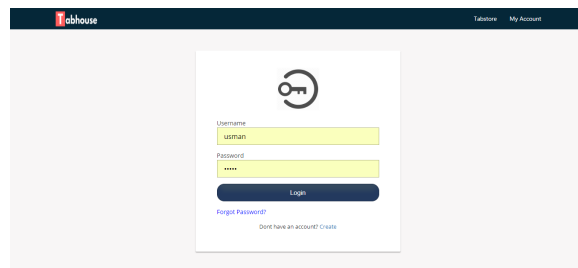 Tabhouse
Tabstore My Account
Username
usman
Password
•••••
Login
Forgot Password?
Dont have an account? Create